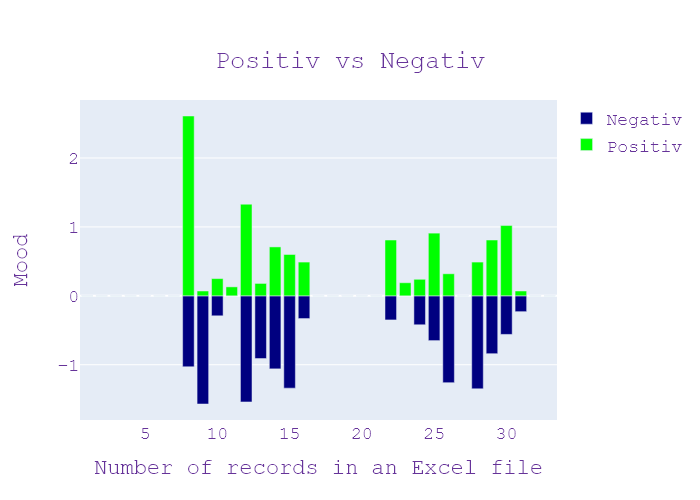 Positiv vs Negativ
Negativ
Positiv
Mood
2
1
0
−1
5 10 15 20 25 30
Number of records in an Excel file